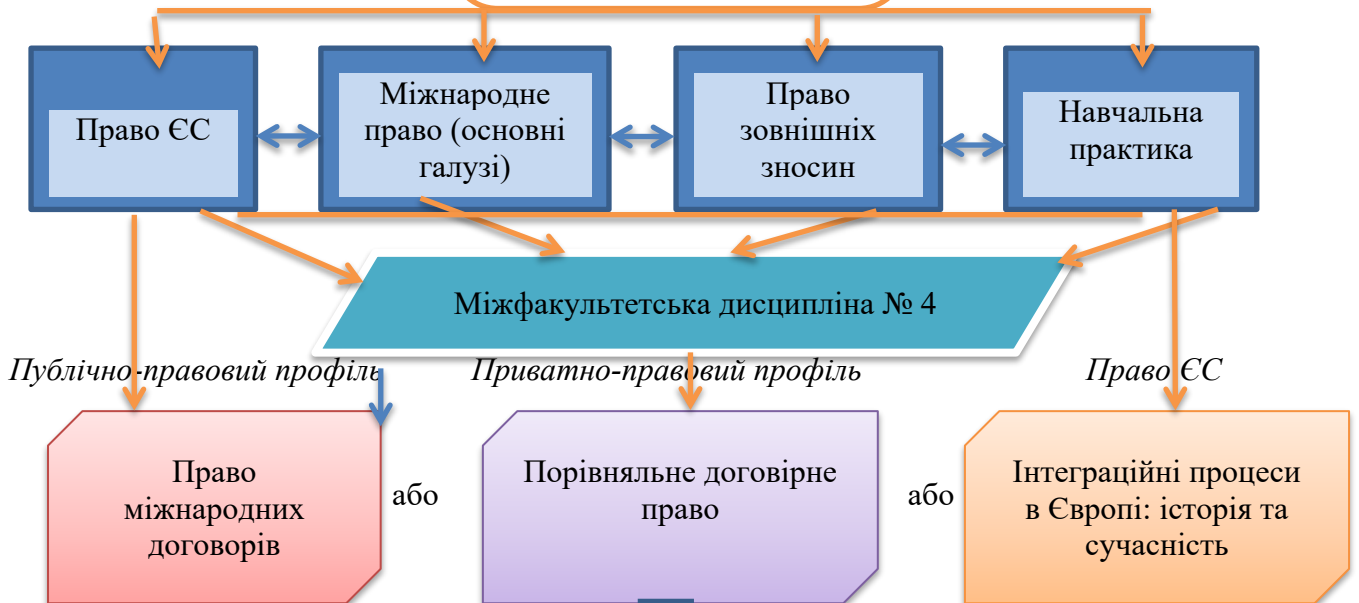 Право ЄС
Міжнародне
право (основні
галузі)
Право
зовнішніх
зносин
Навчальна
практика
Міжфакультетська дисципліна № 4
Публічно-правовий профіль
Приватно-правовий профіль
Право ЄС
Право
міжнародних
договорів
або
Порівняльне договірне
право
або
Інтеграційні процеси
в Європі: історія та
сучасність